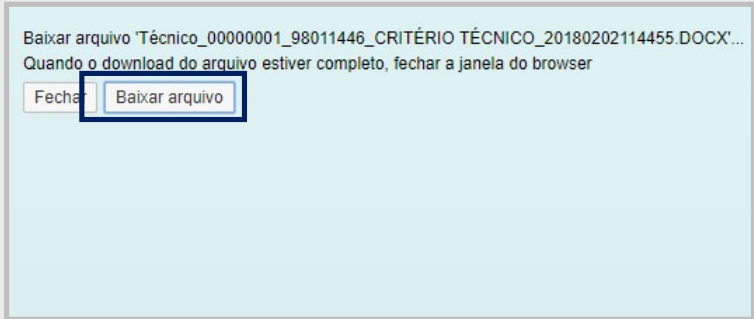 Baixar arquivo 'Técnico_00000001_98011446_CRITÉRIO TÉCNICO_20180202114455.DOCX'...
Quando o download do arquivo estiver completo, fechar a janela do browser
Fechar Baixar arquivo